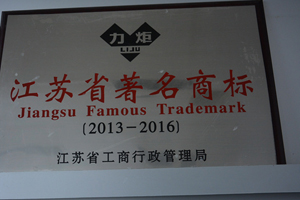 力炬
LIJU
江苏省著名商标
Jiangsu Famous Trademark
(2013-2016)
江苏省工商行政管理局